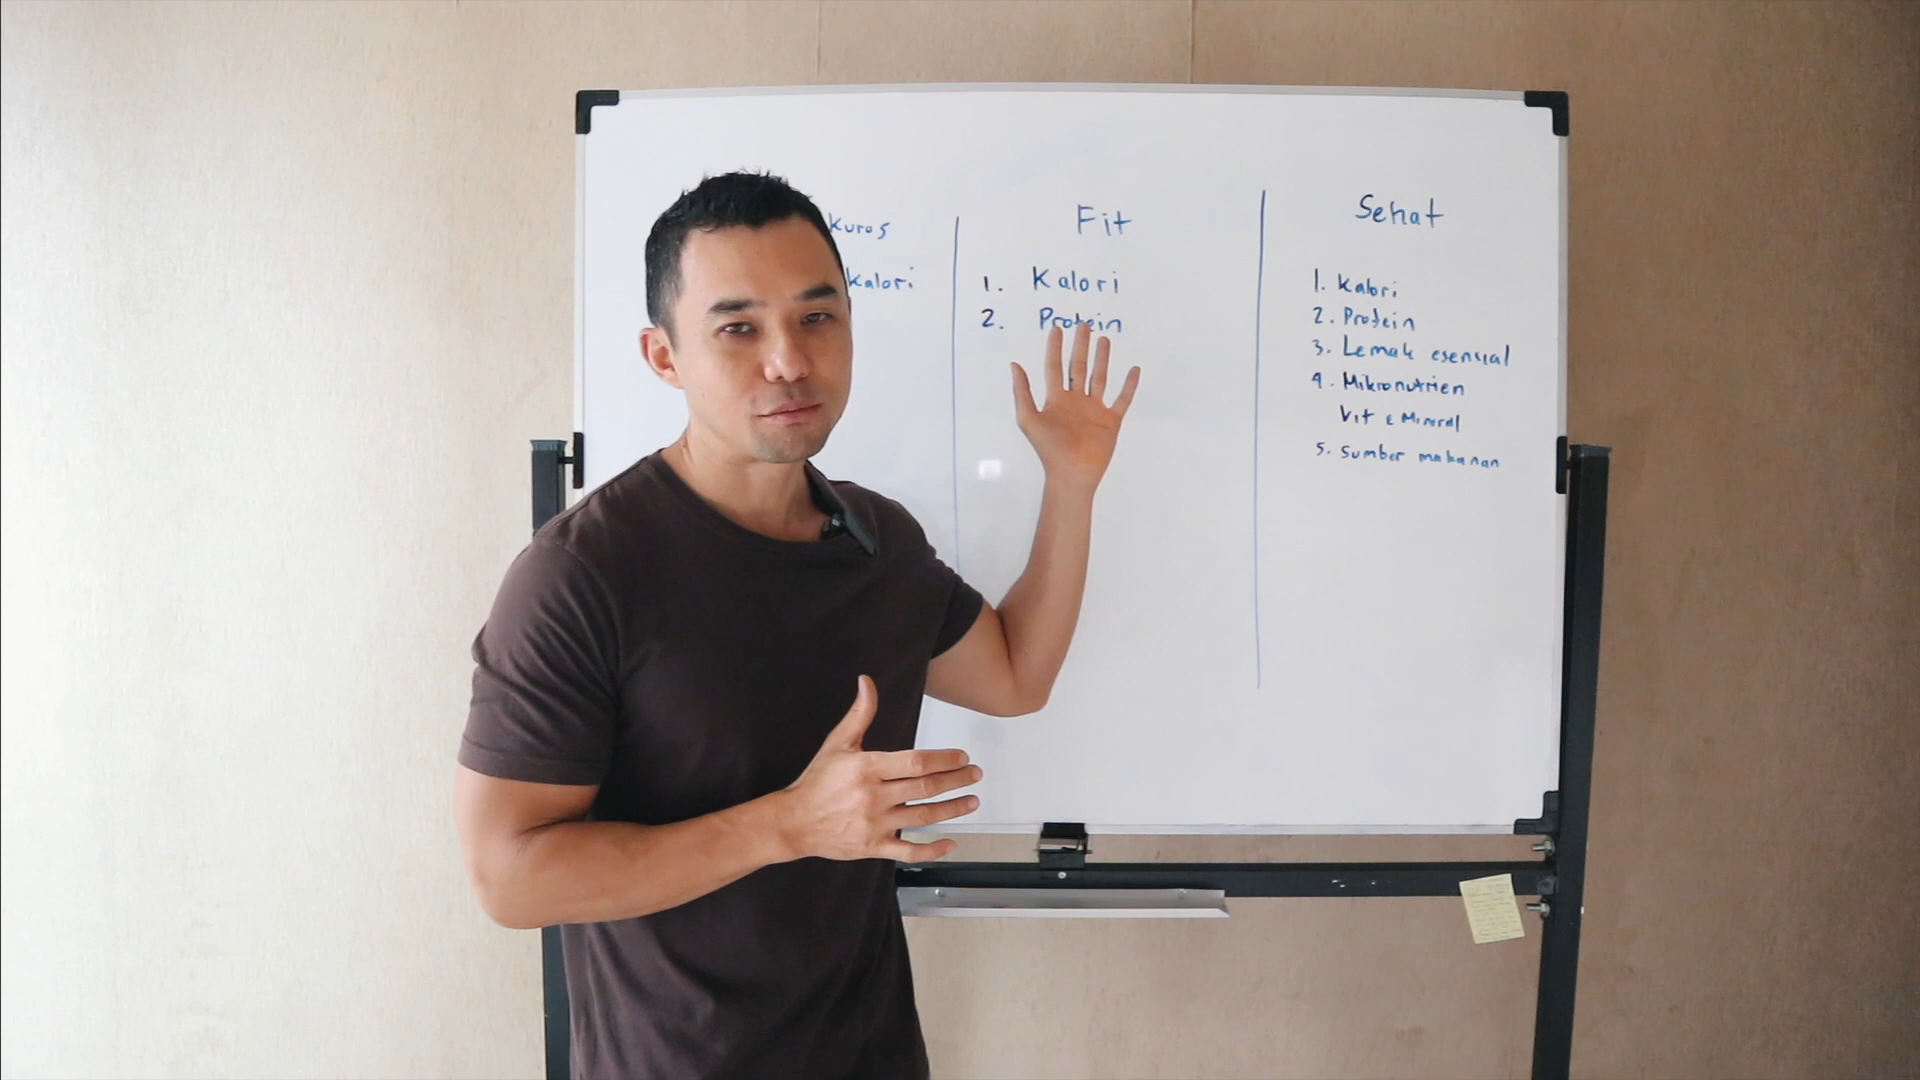 Kurus
Kalori
Fit
1. Kalori
2. Protein
Sehat
1. Kalori
2. Protein
3. Lemak esensial
4. Mikronutrien
Vit & Mineral
5. Sumber makanan